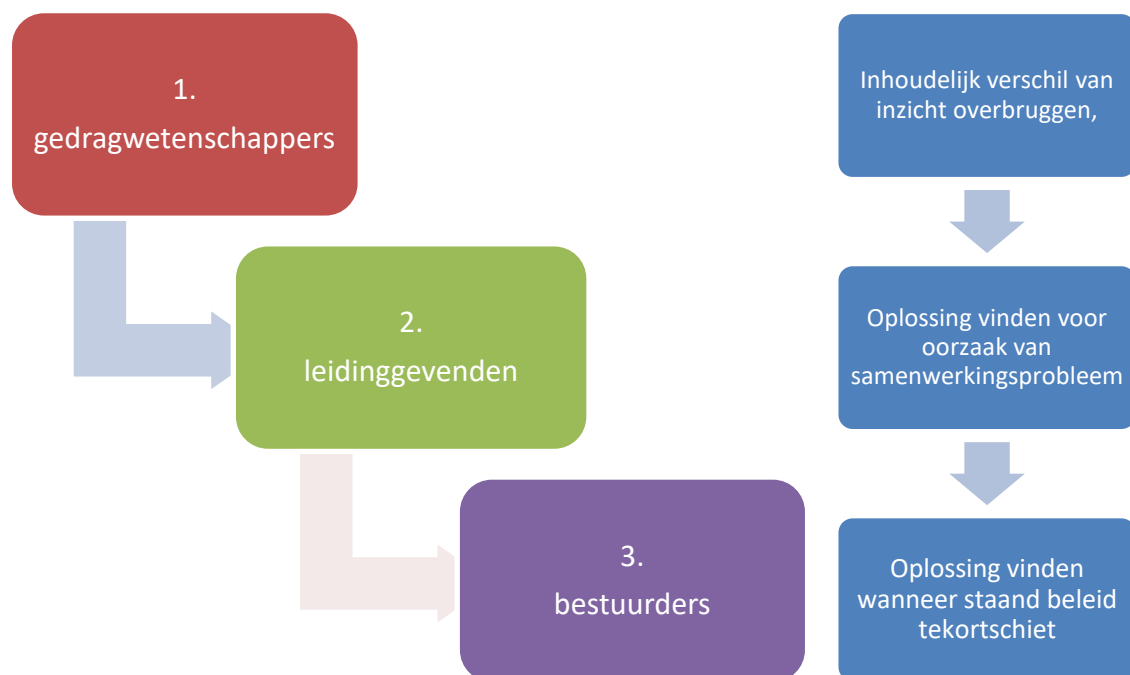 1.
gedragwetenschappers
Inhoudelijk verschil van
inzicht overbruggen,
2.
leidinggevenden
Oplossing vinden voor
oorzaak van
samenwerkingsprobleem
3.
bestuurders
Oplossing vinden
wanneer staand beleid
tekortschiet